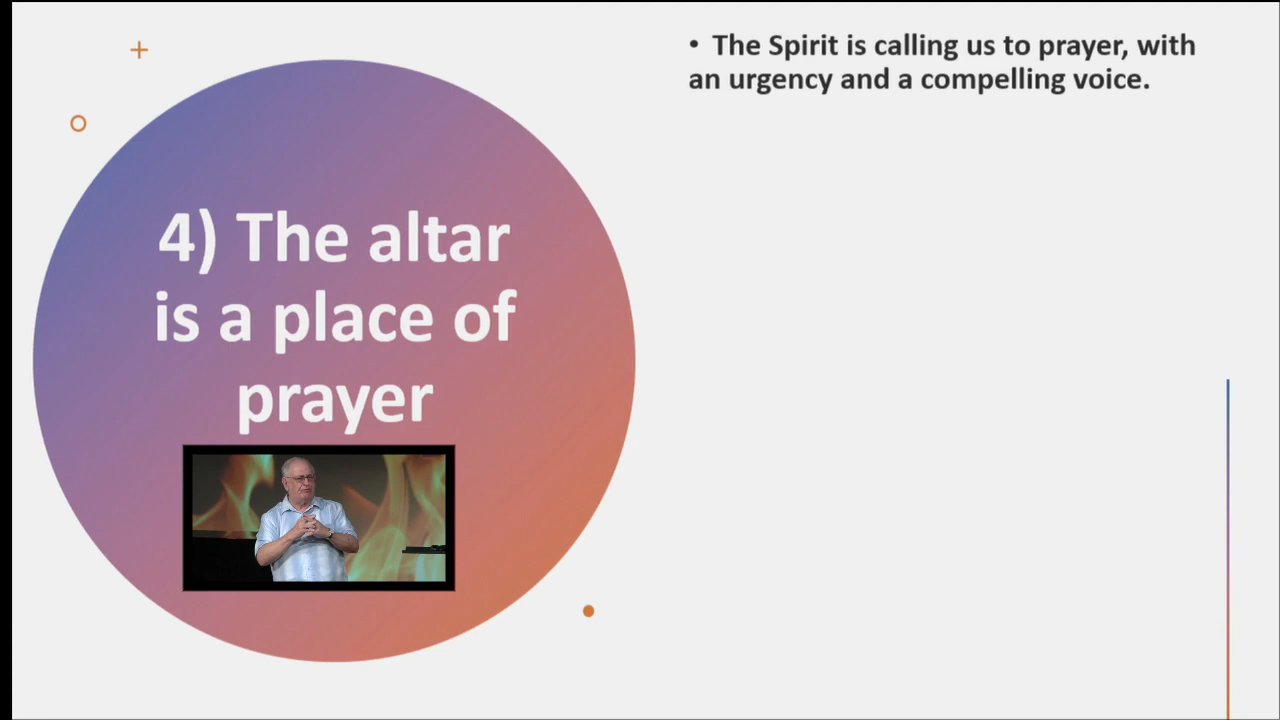 4) The altar
is a place of
prayer
• The Spirit is calling us to prayer, with
an urgency and a compelling voice.